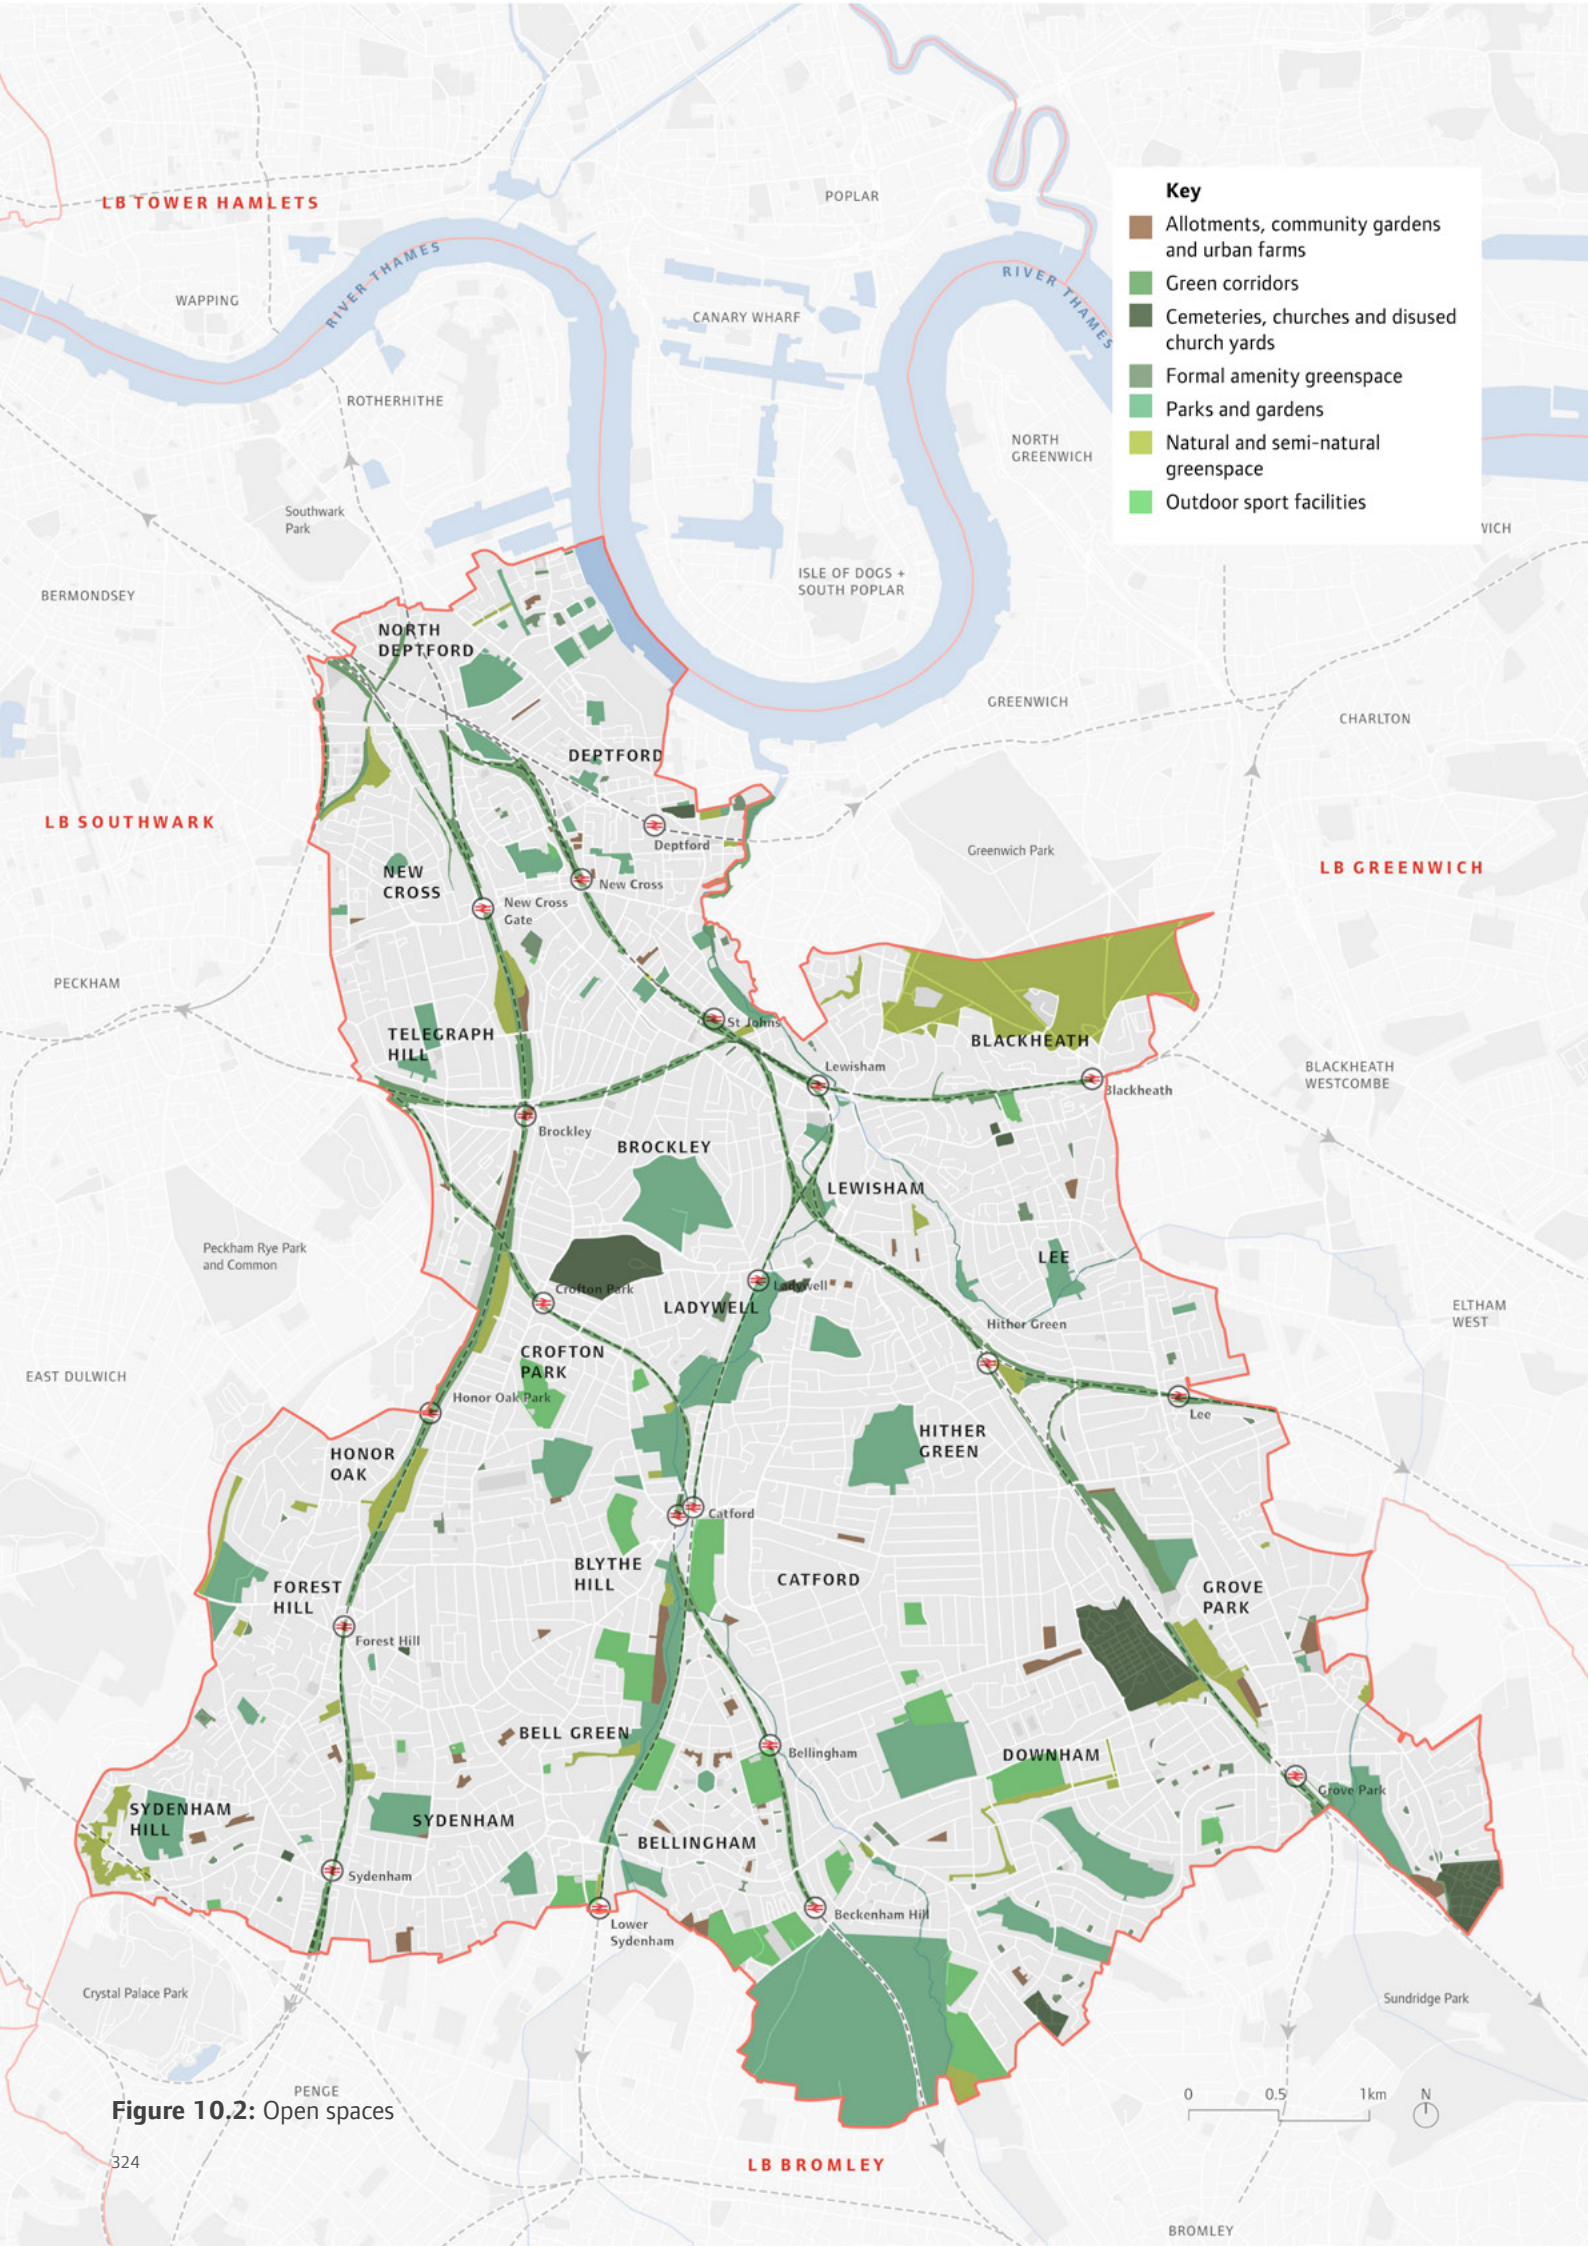 LB TOWER HAMLETS
POPLAR
WAPPING
RIVER THAMES
CANARY WHARF
RIVER THAMES
ROTHERHITHE
NORTH
GREENWICH
Key
Allotments, community gardens
and urban farms
Green corridors
Cemeteries, churches and disused
church yards
Formal amenity greenspace
Parks and gardens
Natural and semi-natural
greenspace
Outdoor sport facilities
WICH
Southwark
Park
ISLE OF DOGS +
SOUTH POPLAR
BERMONDSEY
NORTH
DEPTFORD
GREENWICH
CHARLTON
DEPTFORD
LB SOUTHWARK
Deptford
Greenwich Park
LB GREENWICH
NEW
CROSS
New Cross
New Cross
Gate
PECKHAM
TELEGRAPH
HILL
St Johns
BLACKHEATH
Lewisham
Blackheath
BLACKHEATH
WESTCOMBE
Brockley
BROCKLEY
LEWISHAM
Peckham Rye Park
and Common
LEE
Crofton Park
Ladywell
LADYWELL
Hither Green
ELTHAM
WEST
CROFTON
PARK
EAST DULWICH
Honor Oak Park
Lee
HONOR
OAK
HITHER
GREEN
Catford
BLYTHE
HILL
CATFORD
FOREST
HILL
GROVE
PARK
Forest Hill
BELL GREEN
Bellingham
DOWNHAM
Grove Park
SYDENHAM
HILL
SYDENHAM
BELLINGHAM
Sydenham
Beckenham Hill
Lower
Sydenham
Crystal Palace Park
Sundridge Park
PENGE
0 0.5 1km N
Figure 10.2: Open spaces
324
LB BROMLEY
BROMLEY